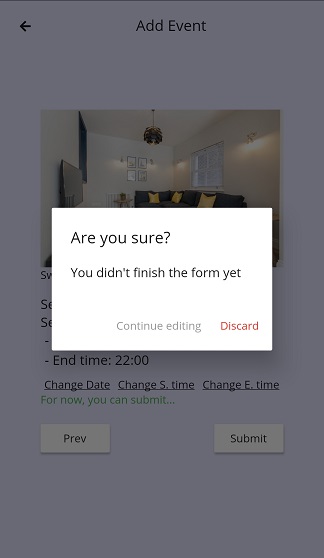 Add Event
Are you sure?
You didn't finish the form yet
Continue editing
Discard
Sw
Se
Se
-
- End time: 22:00
Change Date Change S. time Change E. time
For now, you can submit...
Prev
Submit